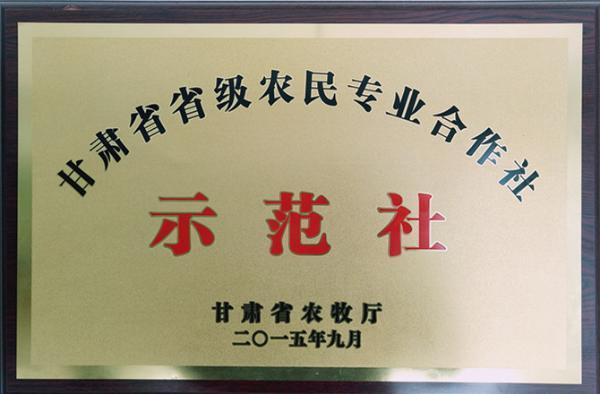 甘肃省省级农民专业合作社
示范社
甘肃省农牧厅
二〇一五年九月